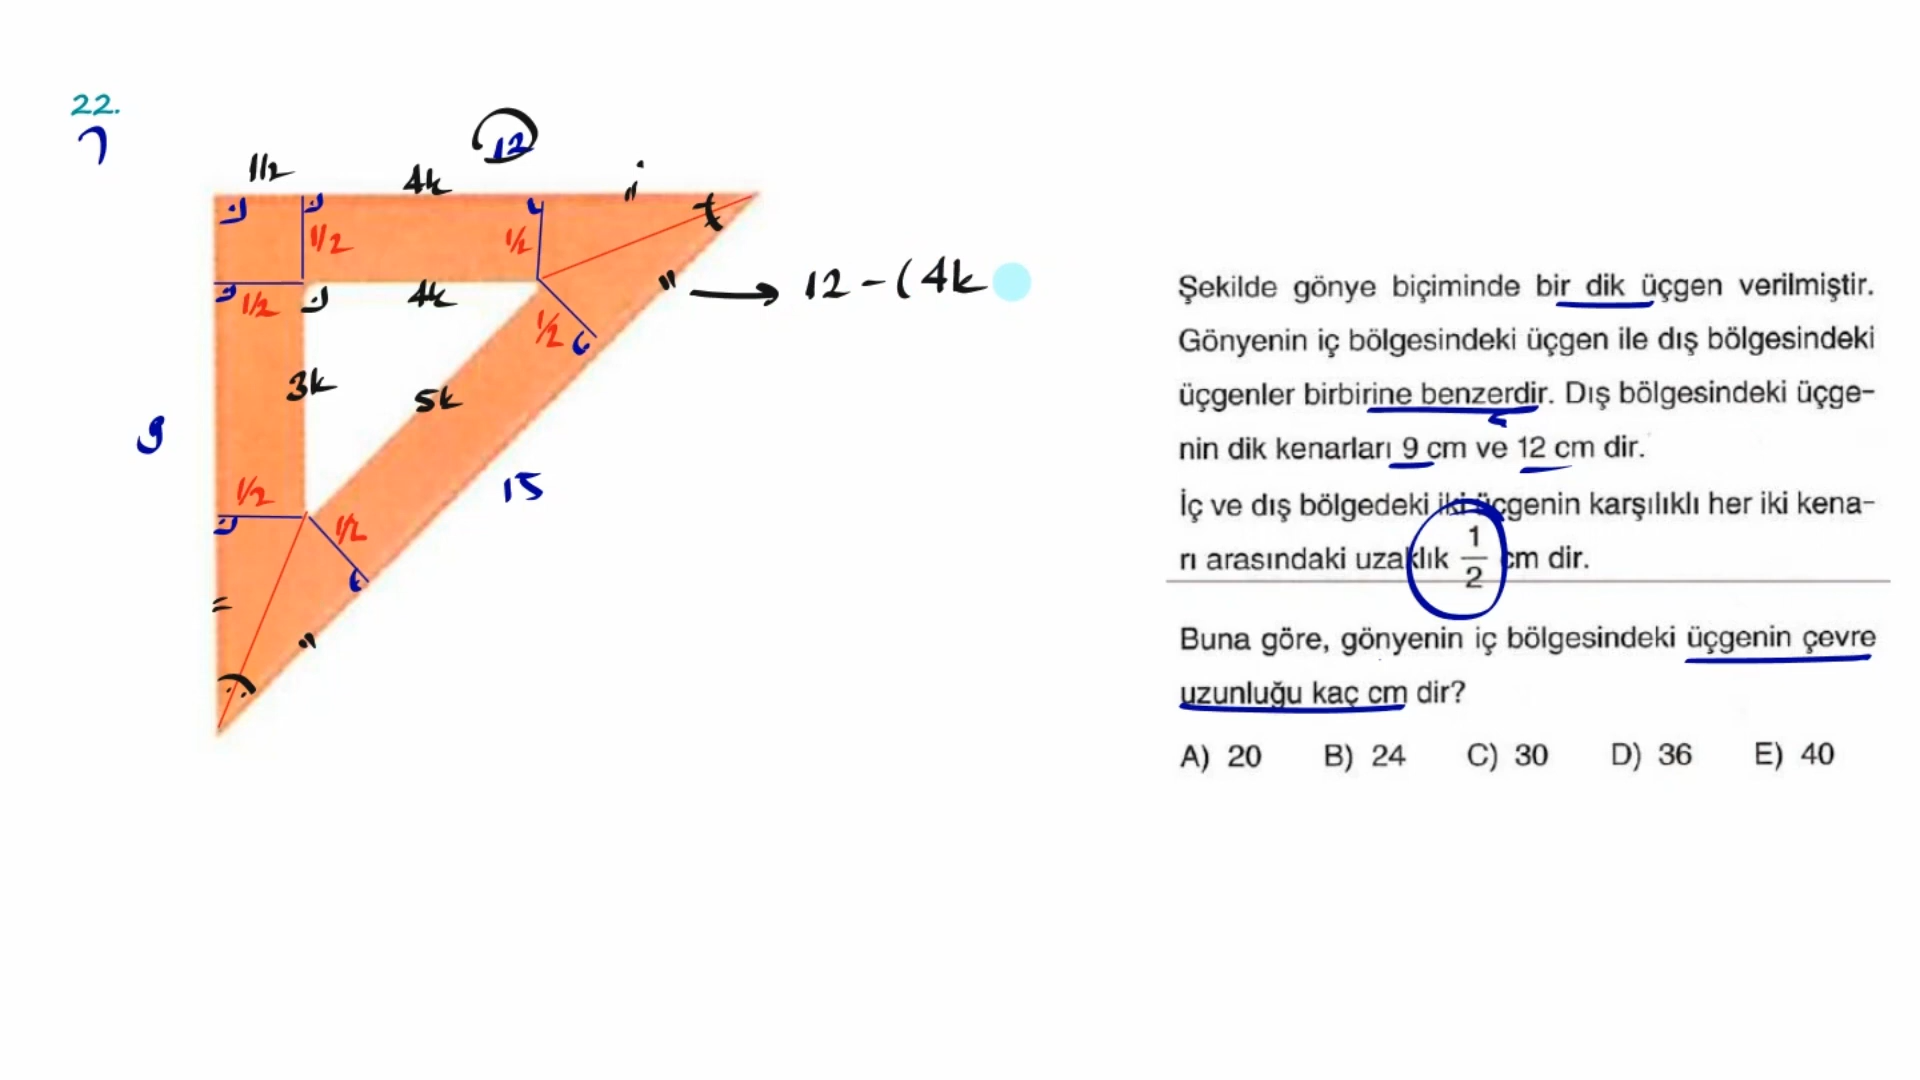 22.
1/2
4k
12
1/2
1/2
12-(4k
1/2
4k
1/2
3k
5k
9
15
1/2
1/2
Şekilde gönye biçiminde bir dik üçgen verilmiştir.
Gönyenin iç bölgesindeki üçgen ile dış bölgesindeki
üçgenler birbirine benzerdir. Dış bölgesindeki üçge-
nin dik kenarları 9 cm ve 12 cm dir.
İç ve dış bölgedeki iki üçgenin karşılıklı her iki kena-
rı arasındaki uzaklık 1/2 cm dir.
Buna göre, gönyenin iç bölgesindeki üçgenin çevre
uzunluğu kaç cm dir?
A) 20 B) 24 C) 30 D) 36 E) 40